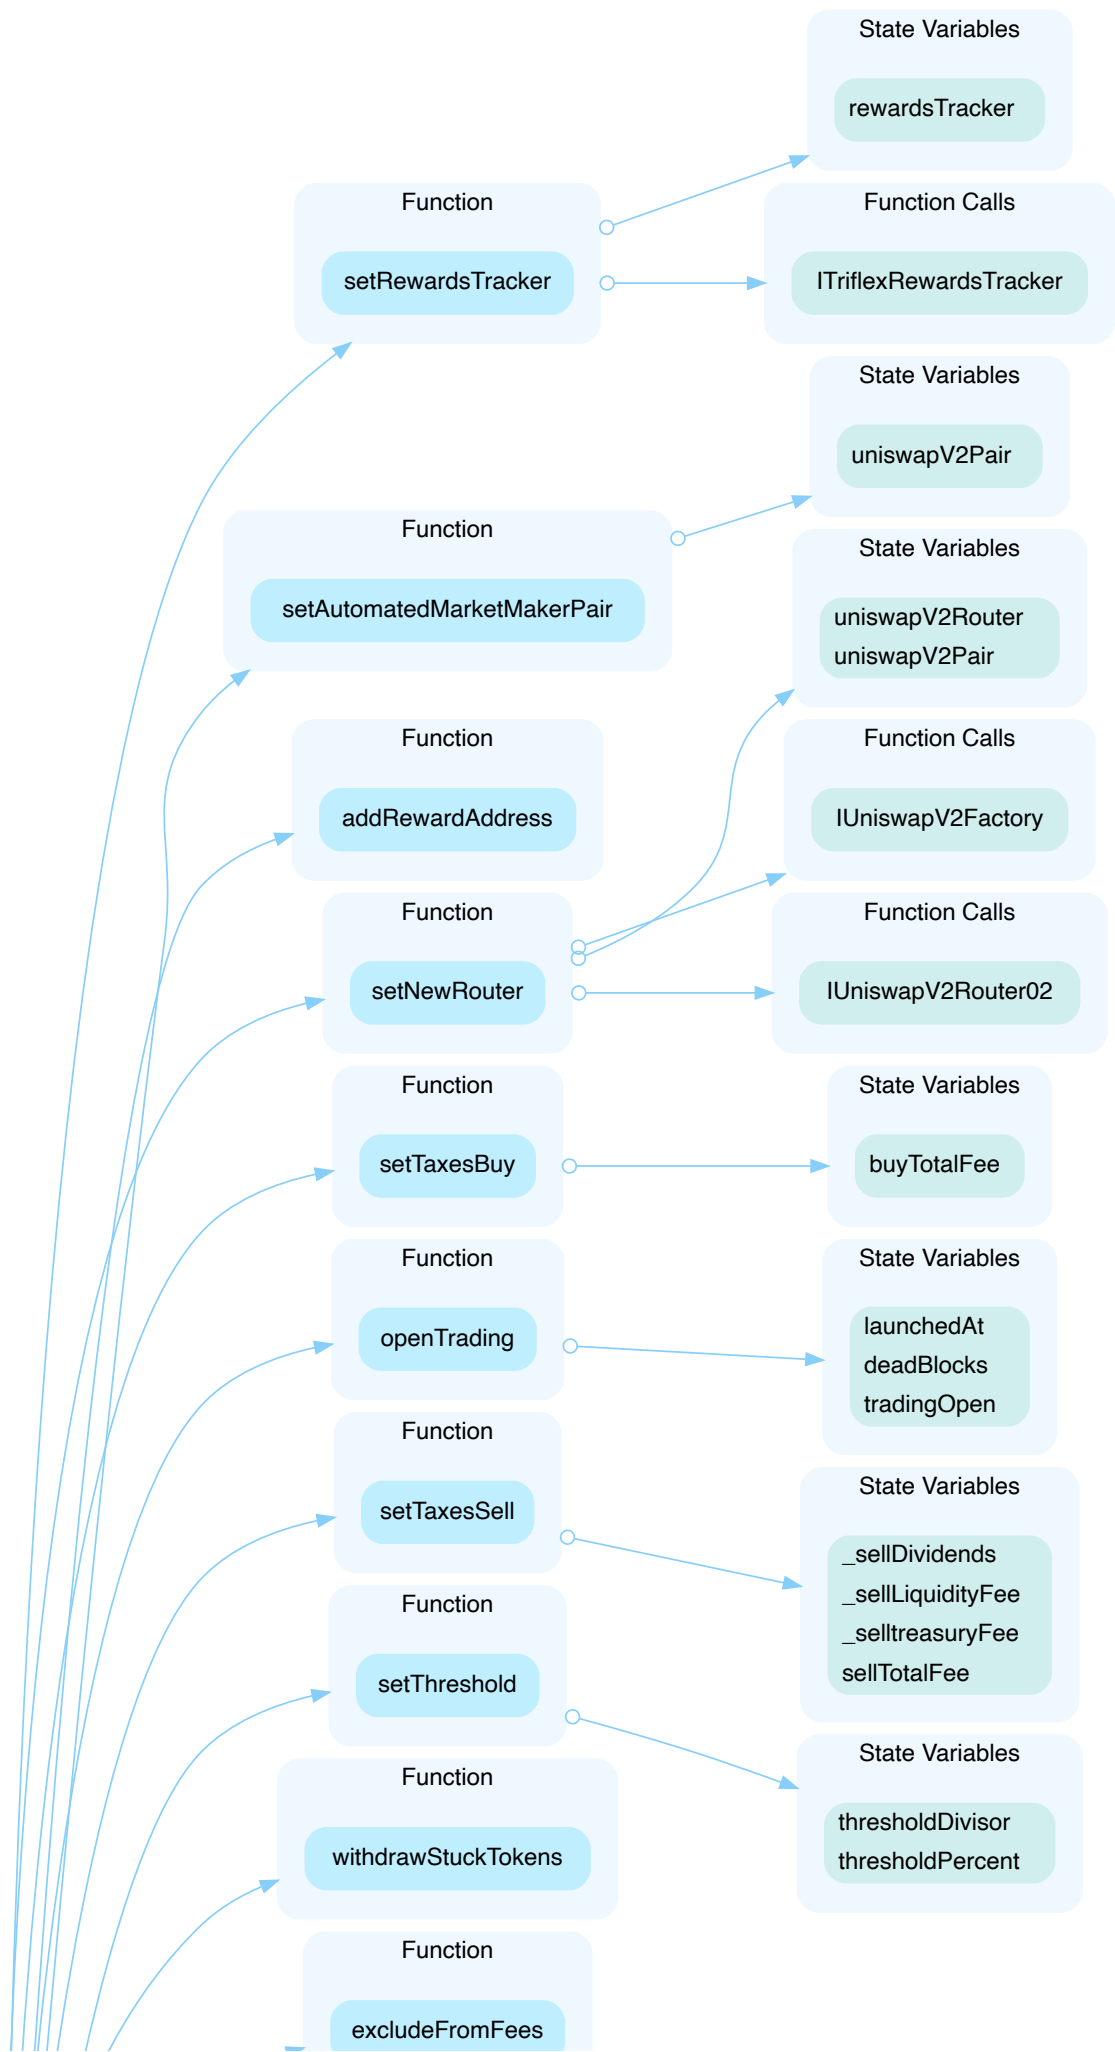 State Variables
rewardsTracker
Function
setRewardsTracker
Function Calls
ITriflexRewardsTracker
State Variables
uniswapV2Pair
Function
setAutomatedMarketMakerPair
State Variables
uniswapV2Router
uniswapV2Pair
Function
addRewardAddress
Function Calls
IUniswapV2Factory
Function
setNewRouter
Function Calls
IUniswapV2Router02
Function
setTaxesBuy
State Variables
buyTotalFee
Function
openTrading
State Variables
launchedAt
deadBlocks
tradingOpen
Function
setTaxesSell
State Variables
_sellDividends
_sellLiquidityFee
_selltreasuryFee
sellTotalFee
Function
setThreshold
State Variables
thresholdDivisor
thresholdPercent
Function
withdrawStuckTokens
Function
excludeFromFees